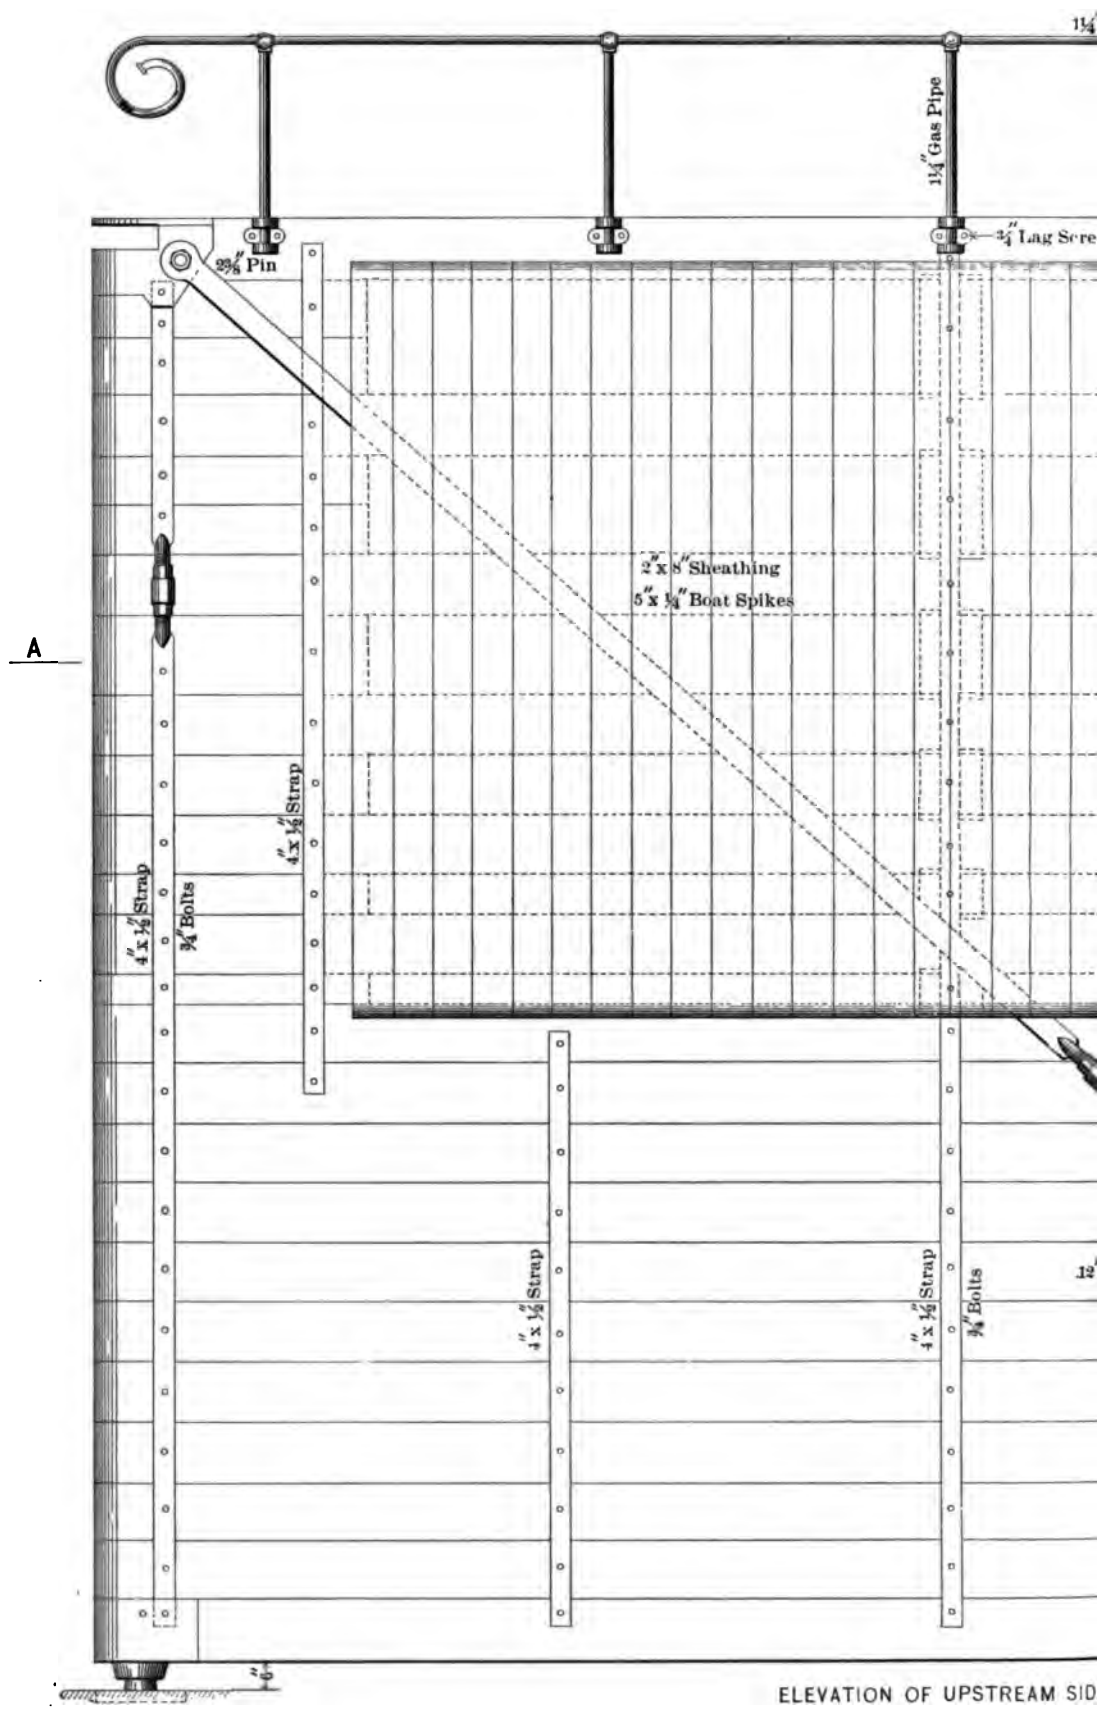 1¼"
1¼" Gas Pipe
¾" Lag Scre
2⅜" Pin
2" x 8" Sheathing
5" x ¼" Boat Spikes
A
4" x ½" Strap
4" x ½" Strap
¾" Bolts
4" x ½" Strap
4" x ½" Strap
¾" Bolts
12"
ELEVATION OF UPSTREAM SID